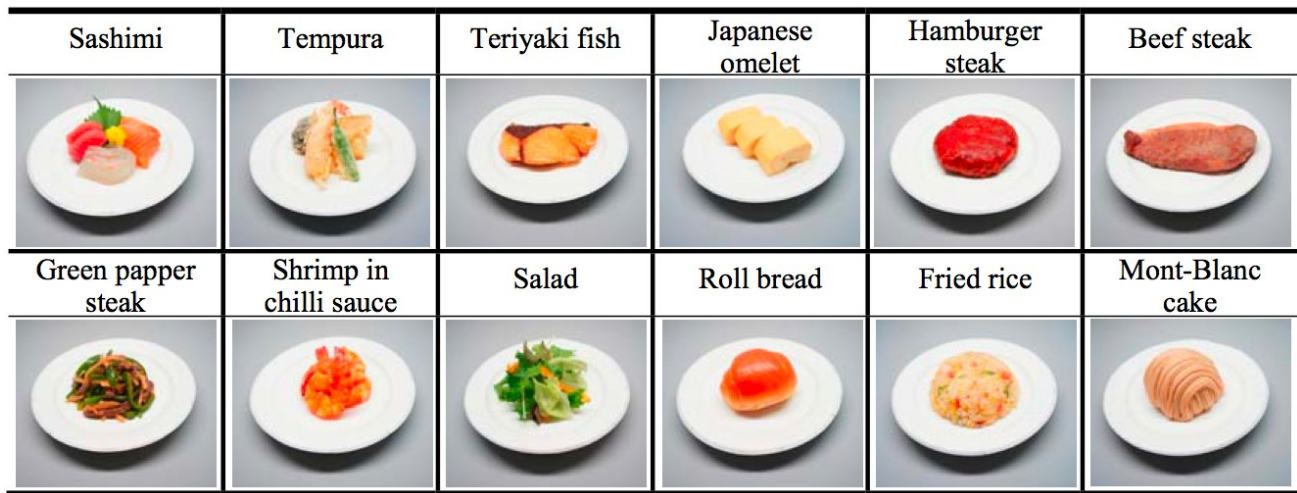 Sashimi
Tempura
Teriyaki fish
Japanese
omelet
Hamburger
steak
Beef steak
Green papper
steak
Shrimp in
chilli sauce
Salad
Roll bread
Fried rice
Mont-Blanc
cake